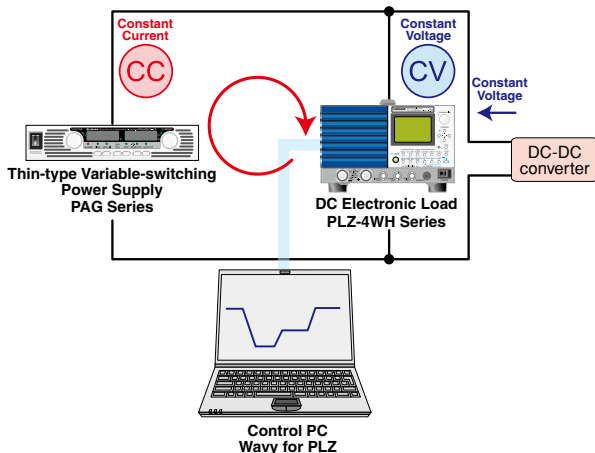 Constant
Current
CC
Constant
Voltage
CV
Constant
Voltage
Thin-type Variable-switching
Power Supply
PAG Series
DC Electronic Load
PLZ-4WH Series
DC-DC
converter
Control PC
Wavy for PLZ